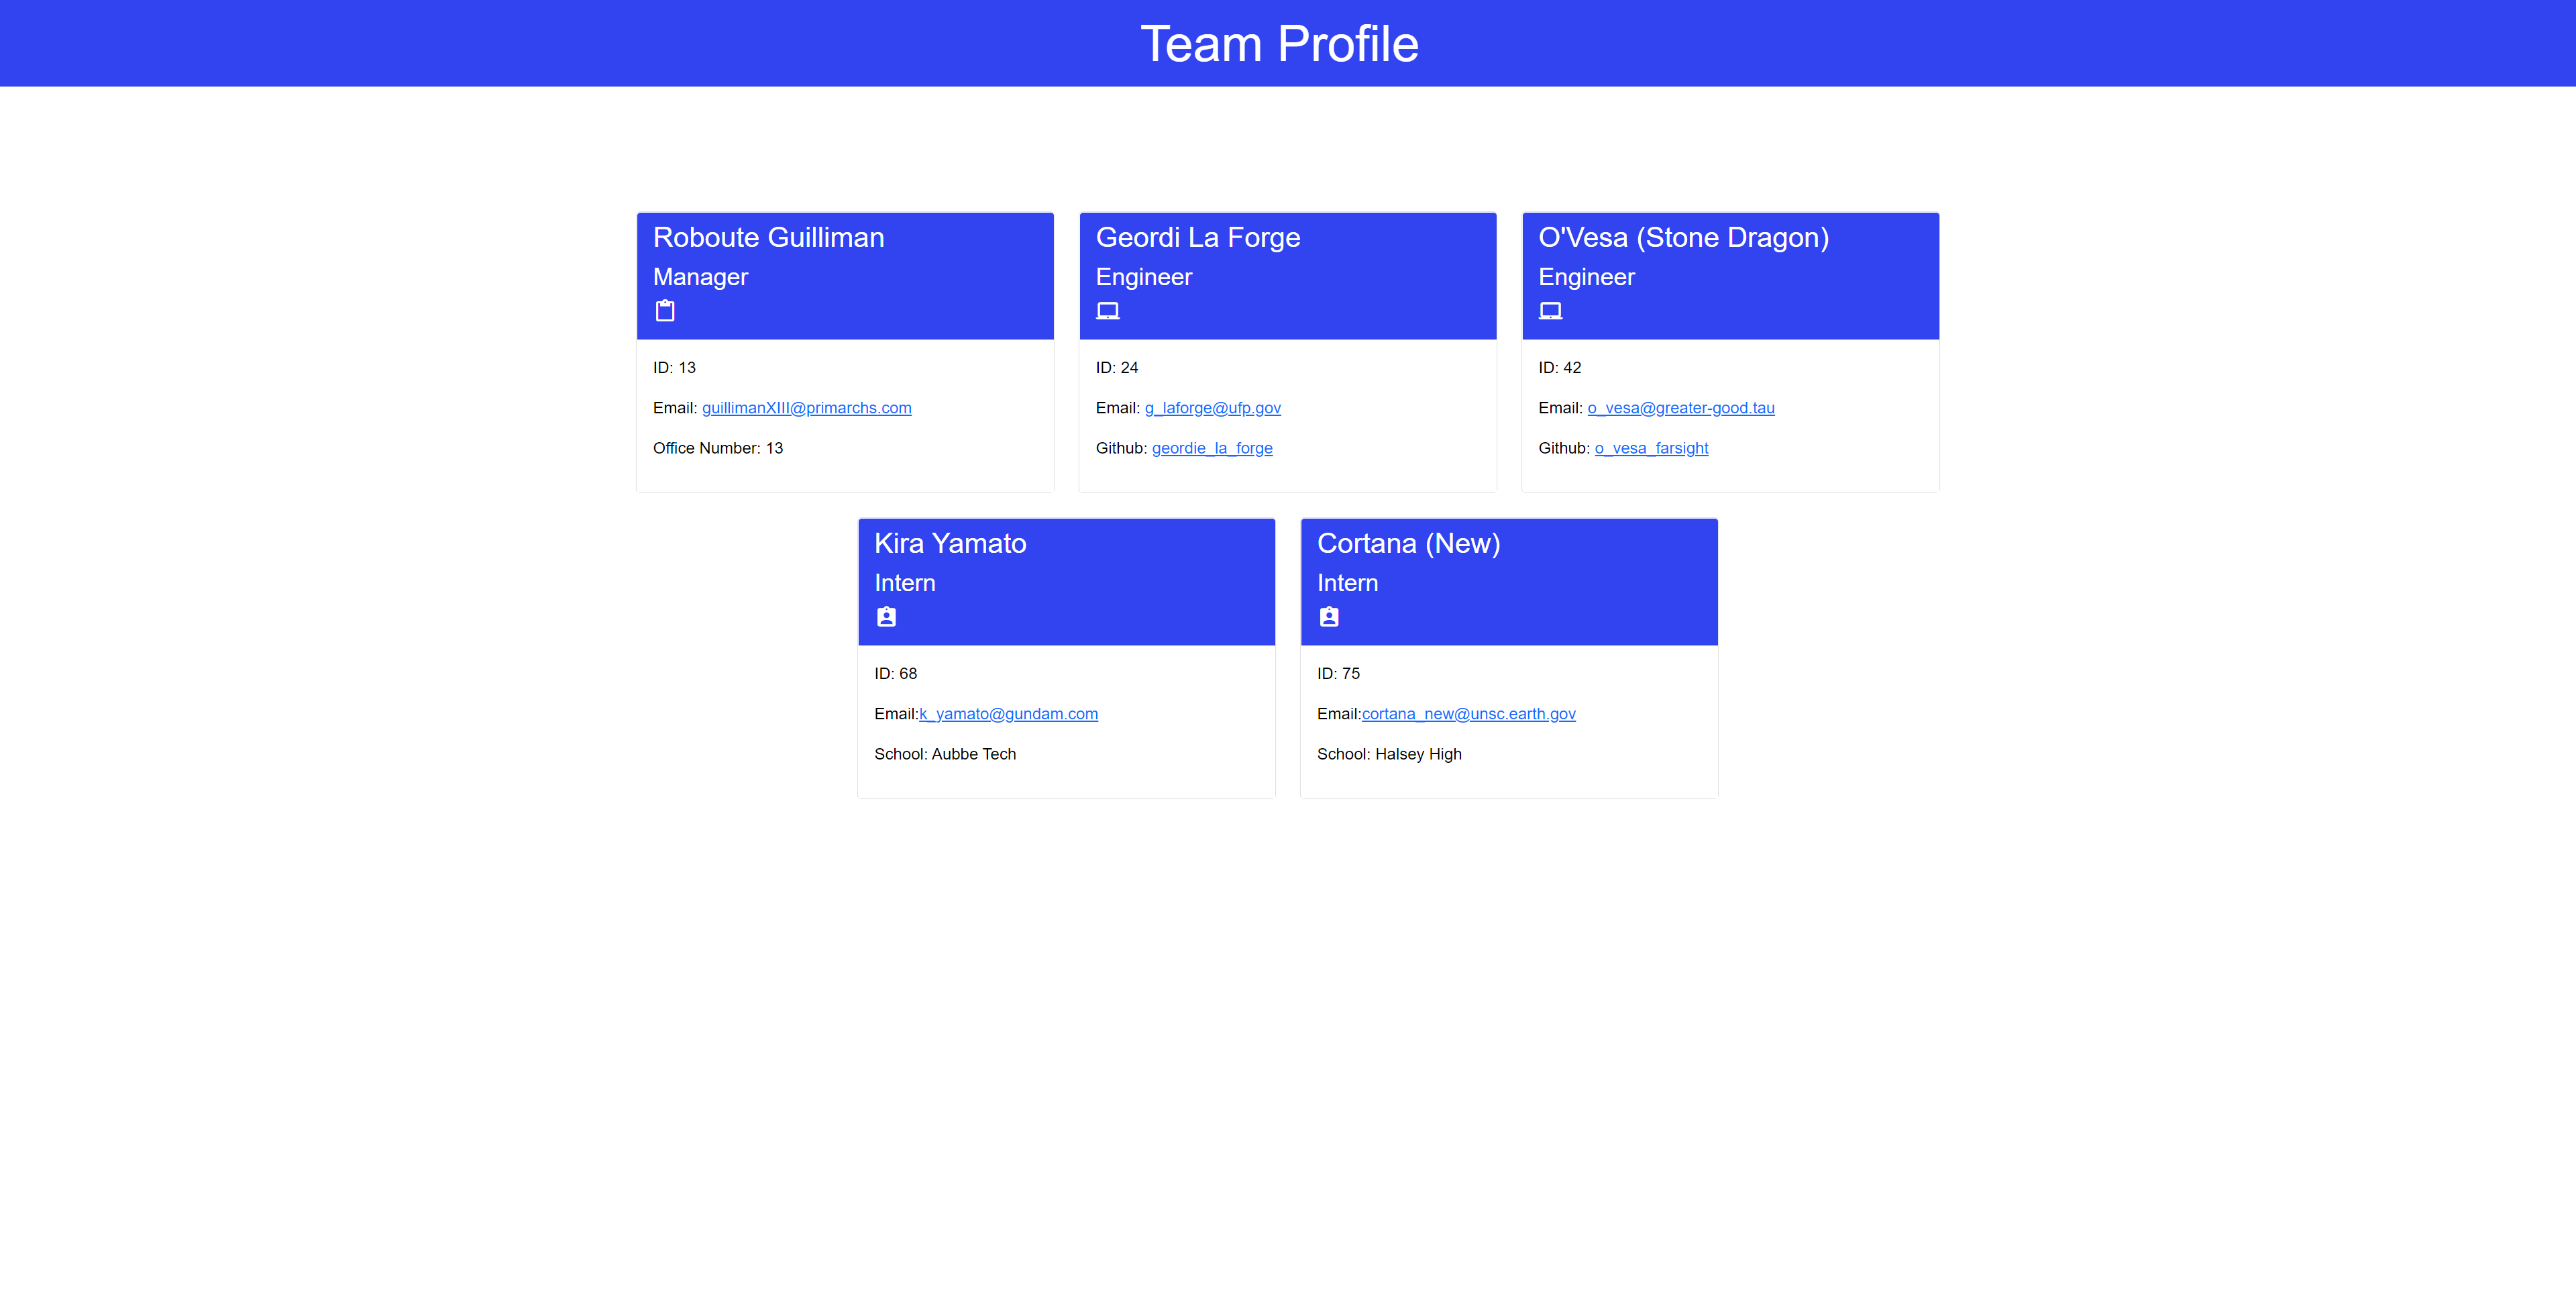 Team Profile
Roboute Guilliman
Manager
ID: 13
Email: guillimanXIII@primarchs.com
Office Number: 13
Geordi La Forge
Engineer
ID: 24
Email: g_laforge@ufp.gov
Github: geordie_la_forge
O'Vesa (Stone Dragon)
Engineer
ID: 42
Email: o_vesa@greater-good.tau
Github: o_vesa_farsight
Kira Yamato
Intern
ID: 68
Email:k_yamato@gundam.com
School: Aubbe Tech
Cortana (New)
Intern
ID: 75
Email:cortana_new@unsc.earth.gov
School: Halsey High